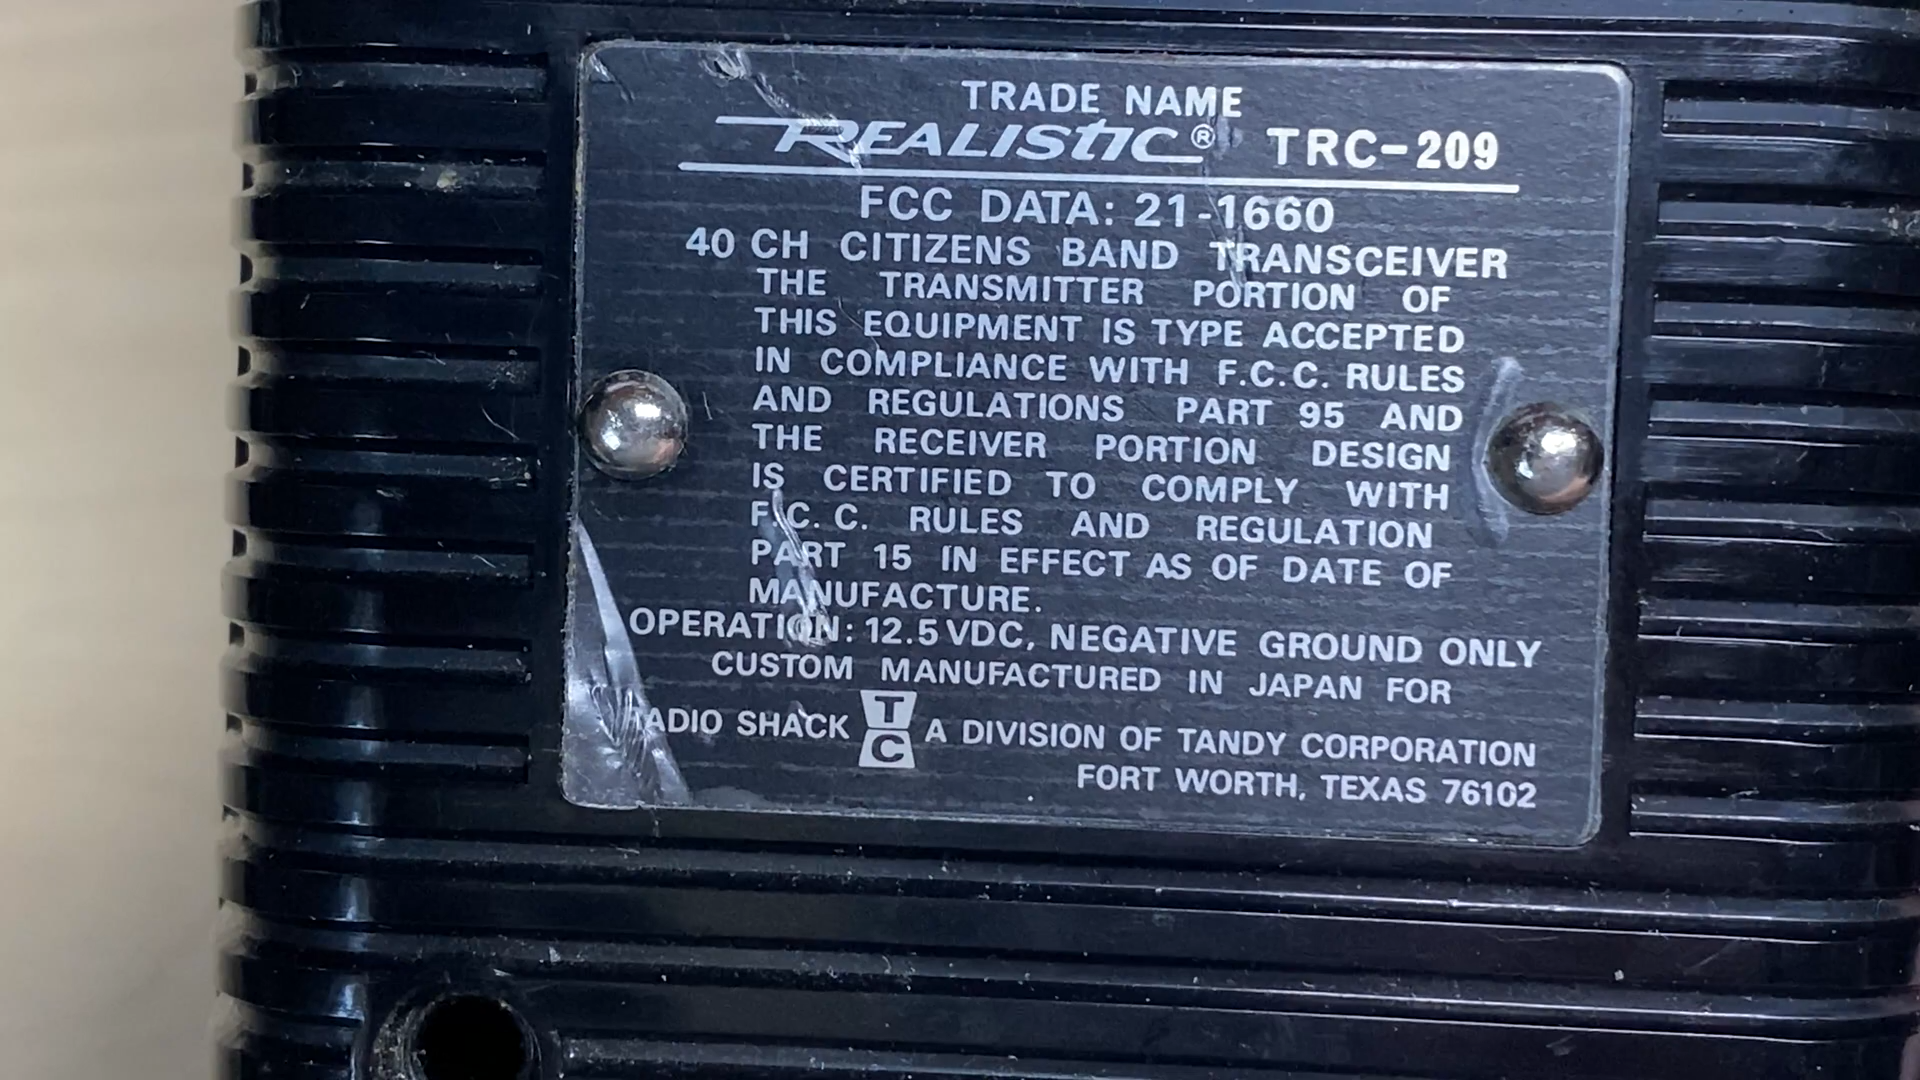 TRADE NAME
REALISTIC® TRC-209
FCC DATA: 21-1660
40 CH CITIZENS BAND TRANSCEIVER
THE TRANSMITTER PORTION OF
THIS EQUIPMENT IS TYPE ACCEPTED
IN COMPLIANCE WITH F.C.C. RULES
AND REGULATIONS PART 95 AND
THE RECEIVER PORTION DESIGN
IS CERTIFIED TO COMPLY WITH
F.C.C. RULES AND REGULATION
PART 15 IN EFFECT AS OF DATE OF
MANUFACTURE.
OPERATION: 12.5 VDC, NEGATIVE GROUND ONLY
CUSTOM MANUFACTURED IN JAPAN FOR
RADIO SHACK TC A DIVISION OF TANDY CORPORATION
FORT WORTH, TEXAS 76102